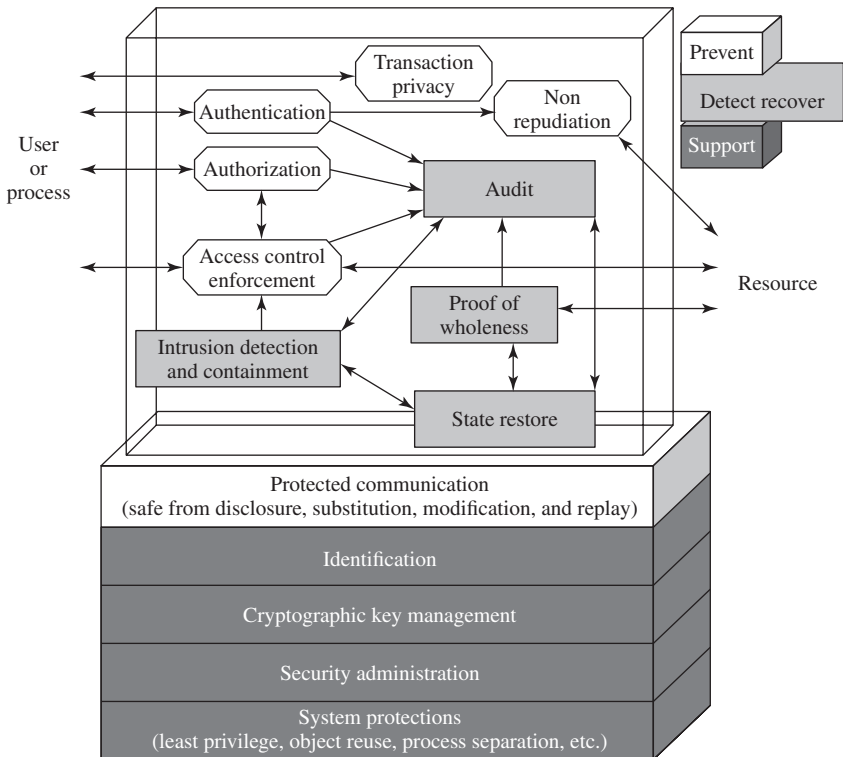 Prevent
Detect recover
Support
Transaction
privacy
Authentication
Non
repudiation
User
or
process
Authorization
Audit
Access control
enforcement
Resource
Proof of
wholeness
Intrusion detection
and containment
State restore
Protected communication
(safe from disclosure, substitution, modification, and replay)
Identification
Cryptographic key management
Security administration
System protections
(least privilege, object reuse, process separation, etc.)